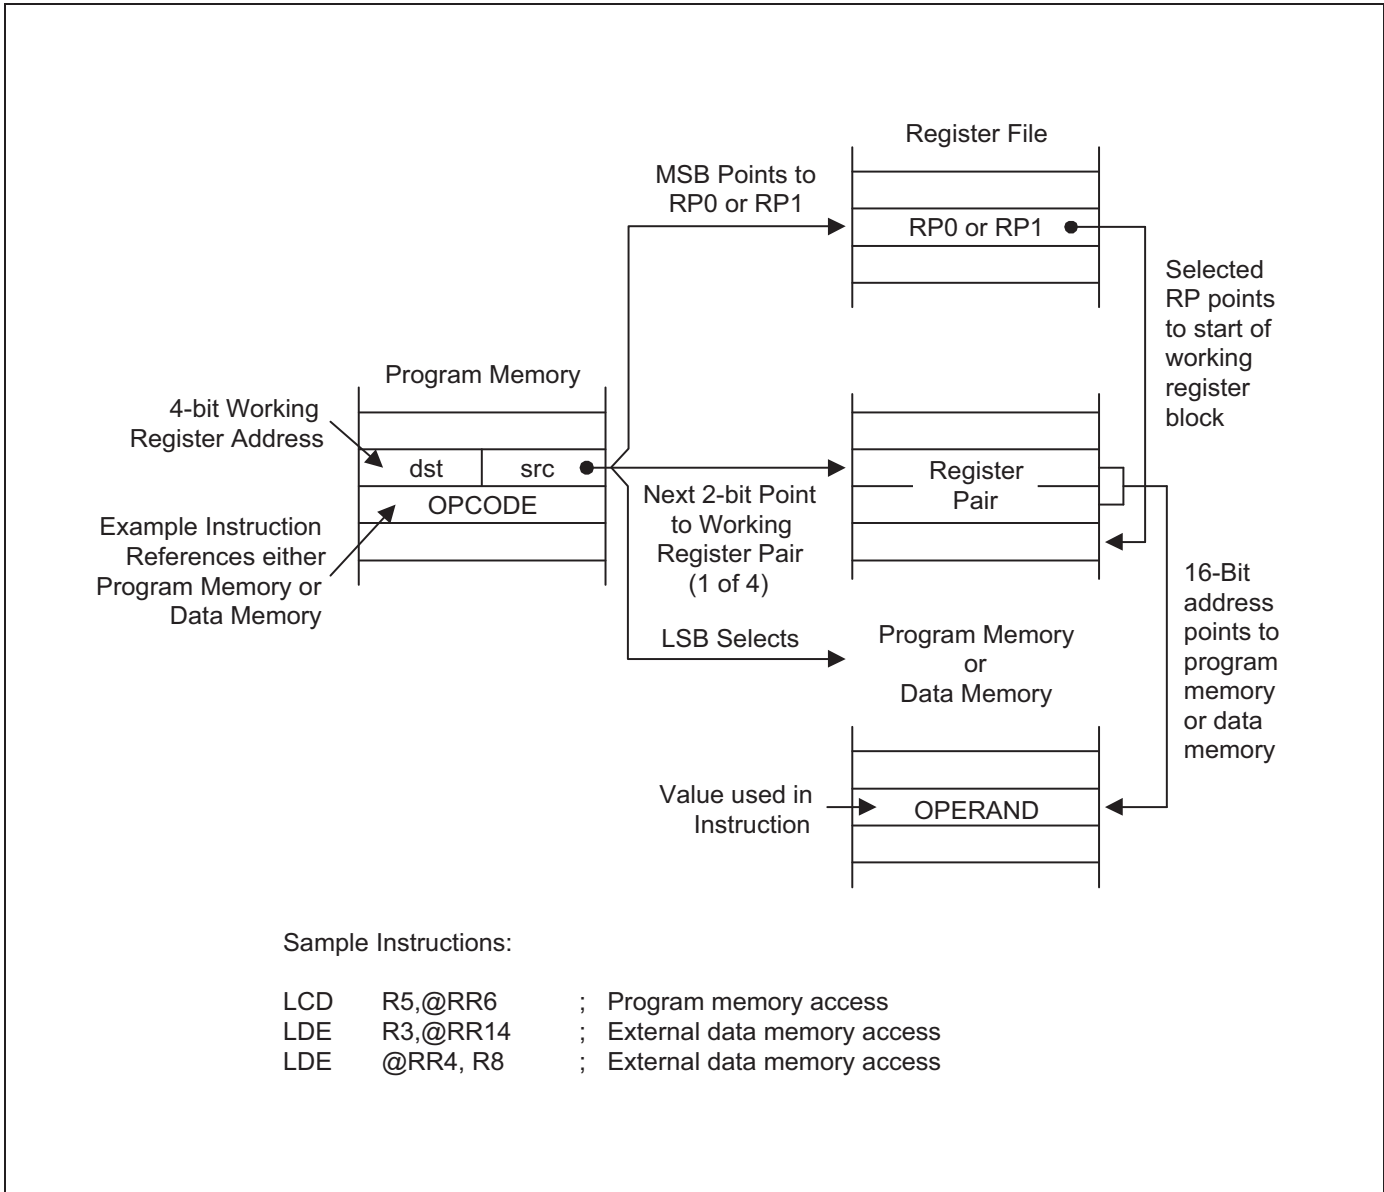 Register File
MSB Points to
RP0 or RP1
RP0 or RP1
Selected
RP points
to start of
working
register
block
Program Memory
4-bit Working
Register Address
dst src
OPCODE
Example Instruction
References either
Program Memory or
Data Memory
Next 2-bit Point
to Working
Register Pair
(1 of 4)
Register
Pair
LSB Selects
Program Memory
or
Data Memory
16-Bit
address
points to
program
memory
or data
memory
Value used in
Instruction
OPERAND
Sample Instructions:
LCD R5,@RR6 ; Program memory access
LDE R3,@RR14 ; External data memory access
LDE @RR4, R8 ; External data memory access